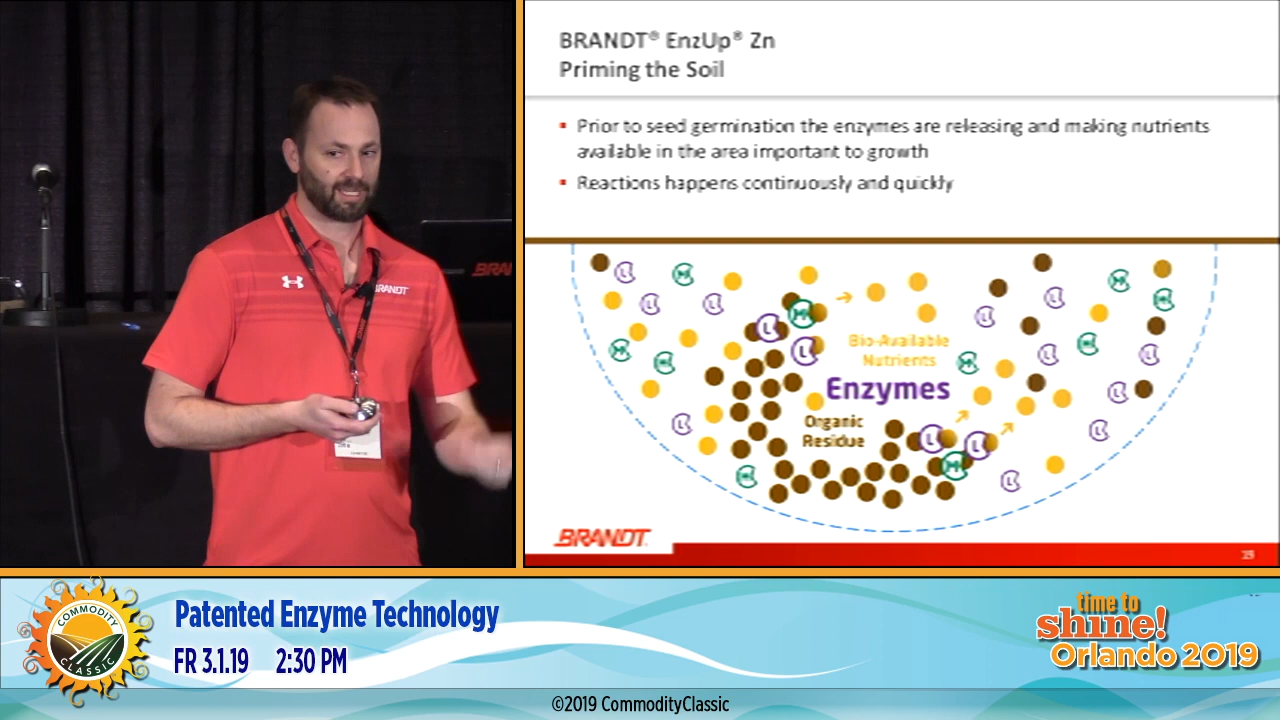 BRANDT® EnzUp® Zn
Priming the Soil
▪ Prior to seed germination the enzymes are releasing and making nutrients
available in the area important to growth
▪ Reactions happens continuously and quickly
Bio-Available
Nutrients
Enzymes
Organic
Residue
L
L
H
L
L
H
L
L
H
H
L
L
H
H
H
H
L
L
L
L
L
L
L
H
H
L
BRANDT
19
BRANDT
BRA
COMMODITY
CLASSIC
Patented Enzyme Technology
FR 3.1.19 2:30 PM
time to
shine!
Orlando 2019
©2019 CommodityClassic